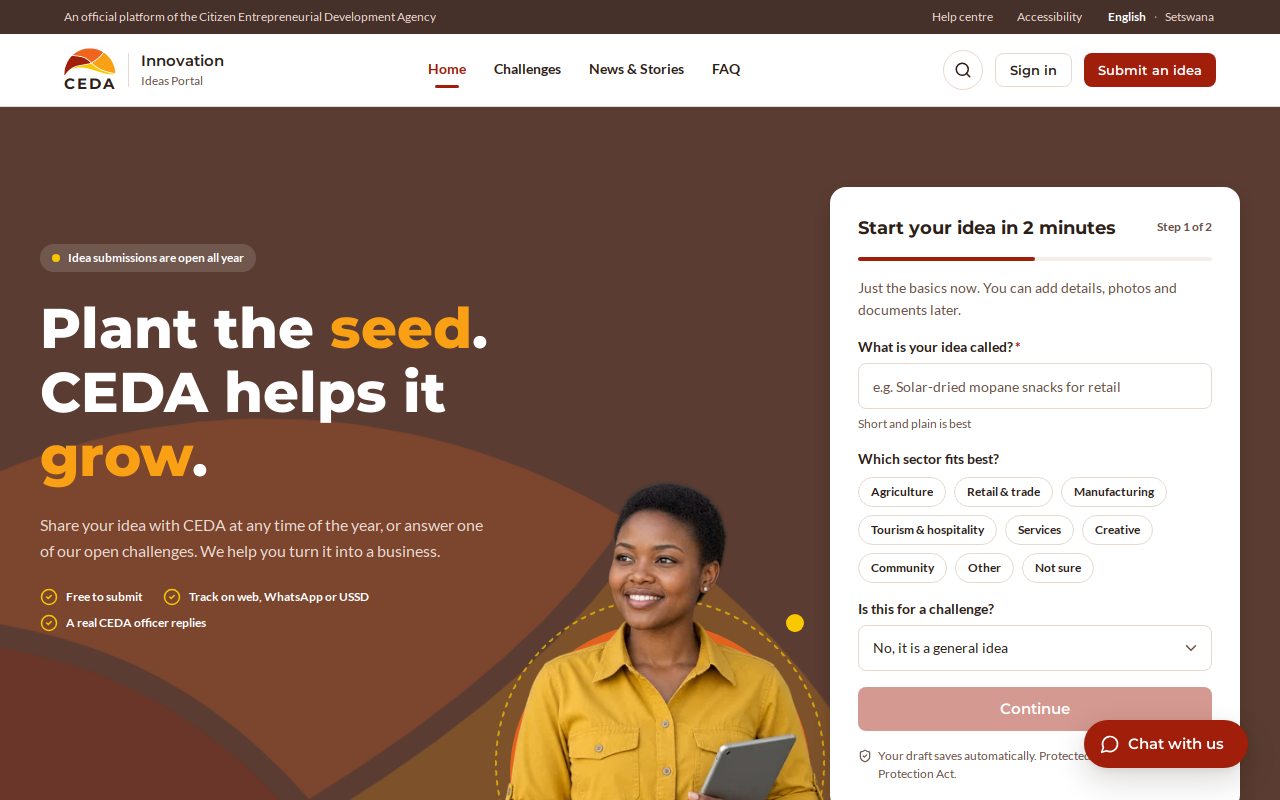 An official platform of the Citizen Entrepreneurial Development Agency
Help centre
Accessibility
English · Setswana
CEDA
Innovation
Ideas Portal
Home
Challenges
News & Stories
FAQ
Sign in
Submit an idea
Idea submissions are open all year
Plant the seed.
CEDA helps it
grow.
Share your idea with CEDA at any time of the year, or answer one
of our open challenges. We help you turn it into a business.
Free to submit
Track on web, WhatsApp or USSD
A real CEDA officer replies
Start your idea in 2 minutes
Step 1 of 2
Just the basics now. You can add details, photos and
documents later.
What is your idea called? *
e.g. Solar-dried mopane snacks for retail
Short and plain is best
Which sector fits best?
Agriculture
Retail & trade
Manufacturing
Tourism & hospitality
Services
Creative
Community
Other
Not sure
Is this for a challenge?
No, it is a general idea
Continue
Your draft saves automatically. Protected
Protection Act.
Chat with us